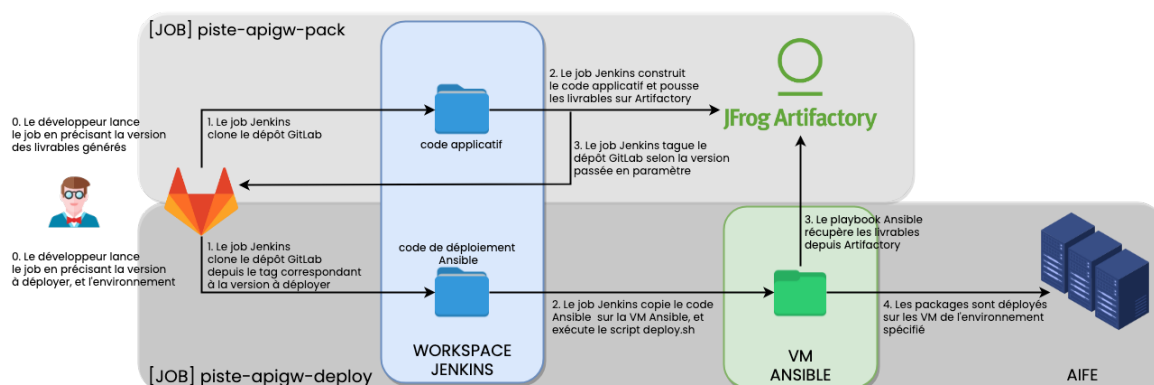 [JOB] piste-apigw-pack
0. Le développeur lance
le job en précisant la version
des livrables générés
1. Le job Jenkins
clone le dépôt GitLab
code applicatif
2. Le job Jenkins construit
le code applicatif et pousse
les livrables sur Artifactory
3. Le job Jenkins tague le
dépôt GitLab selon la version
passée en paramètre
JFrog Artifactory
0. Le développeur lance
le job en précisant la version
à déployer, et l'environnement
1. Le job Jenkins
clone le dépôt GitLab
depuis le tag correspondant
à la version à déployer
code de déploiement
Ansible
2. Le job Jenkins copie le code
Ansible sur la VM Ansible, et
exécute le script deploy.sh
3. Le playbook Ansible
récupère les livrables
depuis Artifactory
4. Les packages sont déployés
sur les VM de l'environnement
spécifié
WORKSPACE
JENKINS
VM
ANSIBLE
AIFE
[JOB] piste-apigw-deploy